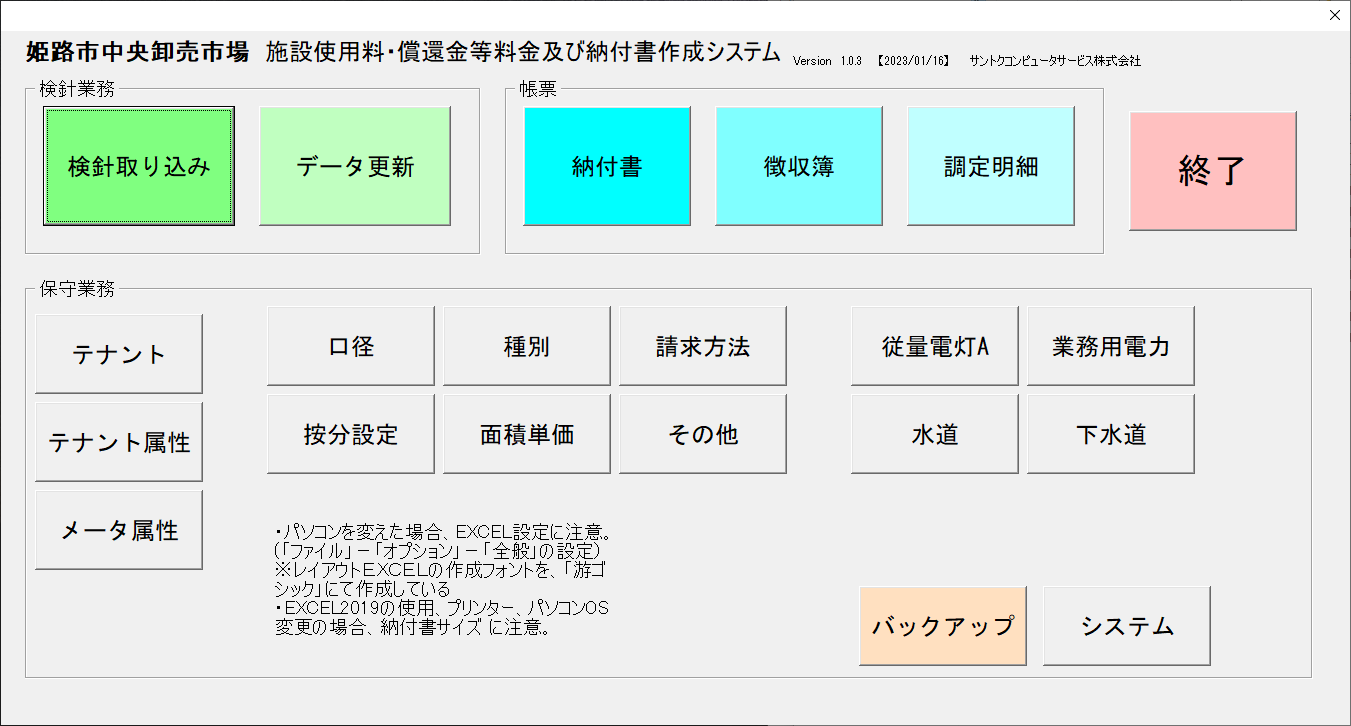 姫路市中央卸売市場 施設使用料・償還金等料金及び納付書作成システム Version 1.0.3 【2023/01/16】 サントクコンピュータサービス株式会社
検針業務
検針取り込み
データ更新
帳票
納付書
徴収簿
調定明細
終了
保守業務
テナント
テナント属性
メータ属性
口径
種別
請求方法
按分設定
面積単価
その他
従量電灯A
業務用電力
水道
下水道
・パソコンを変えた場合、EXCEL設定に注意。
(「ファイル」－「オプション」－「全般」の設定)
※レイアウトEXCELの作成フォントを、「游ゴ
シック」にて作成している
・EXCEL2019の使用、プリンター、パソコンOS
変更の場合、納付書サイズに注意。
バックアップ
システム